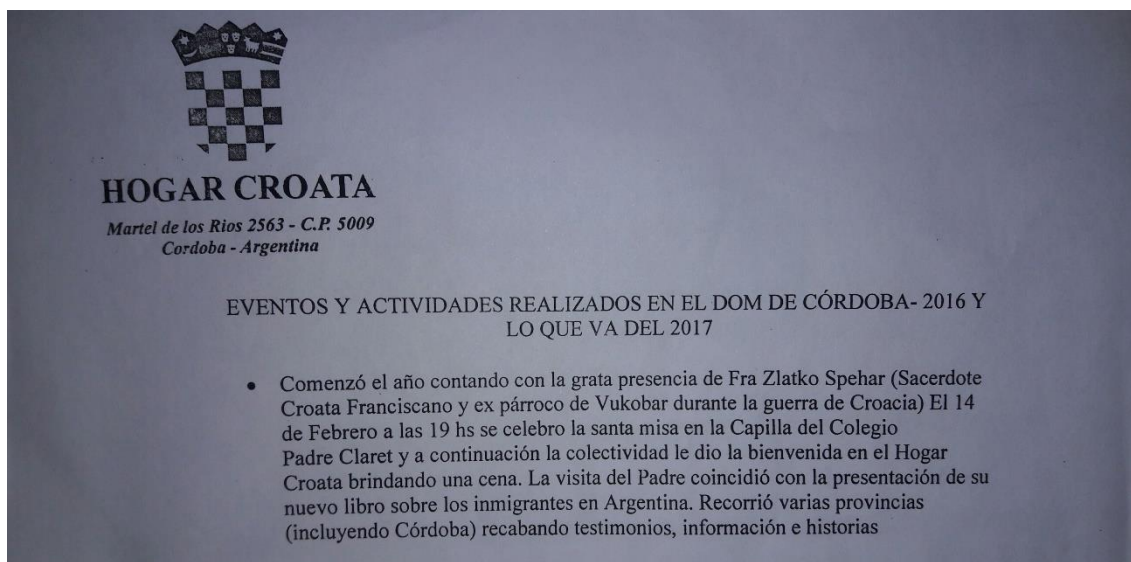 HOGAR CROATA
Martel de los Rios 2563 - C.P. 5009
Cordoba - Argentina
EVENTOS Y ACTIVIDADES REALIZADOS EN EL DOM DE CÓRDOBA- 2016 Y
LO QUE VA DEL 2017
• Comenzó el año contando con la grata presencia de Fra Zlatko Spehar (Sacerdote
Croata Franciscano y ex párroco de Vukobar durante la guerra de Croacia) El 14
de Febrero a las 19 hs se celebro la santa misa en la Capilla del Colegio
Padre Claret y a continuación la colectividad le dio la bienvenida en el Hogar
Croata brindando una cena. La visita del Padre coincidió con la presentación de su
nuevo libro sobre los inmigrantes en Argentina. Recorrió varias provincias
(incluyendo Córdoba) recabando testimonios, información e historias